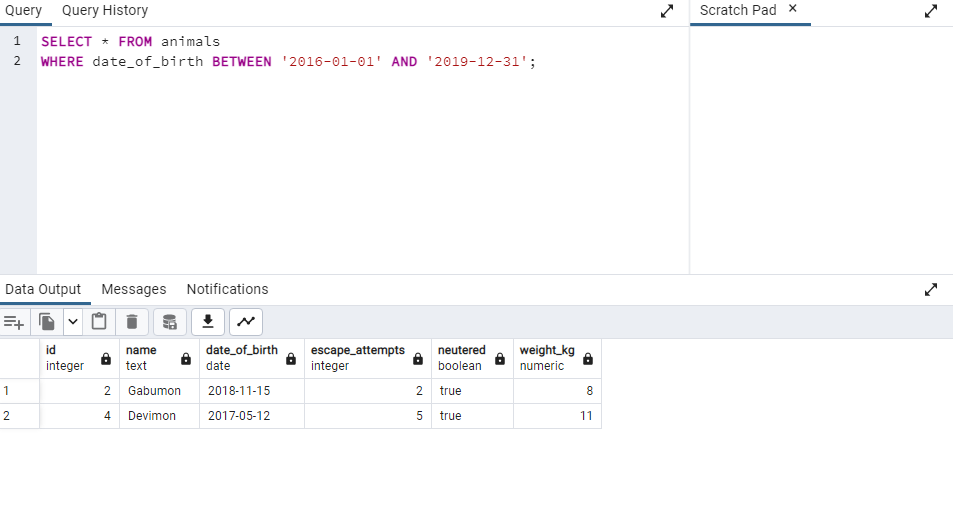 Query Query History Scratch Pad ×
1 SELECT * FROM animals
2 WHERE date_of_birth BETWEEN '2016-01-01' AND '2019-12-31';
Data Output Messages Notifications
id name date_of_birth escape_attempts neutered weight_kg
integer text date integer boolean numeric
1 2 Gabumon 2018-11-15 2 true 8
2 4 Devimon 2017-05-12 5 true 11